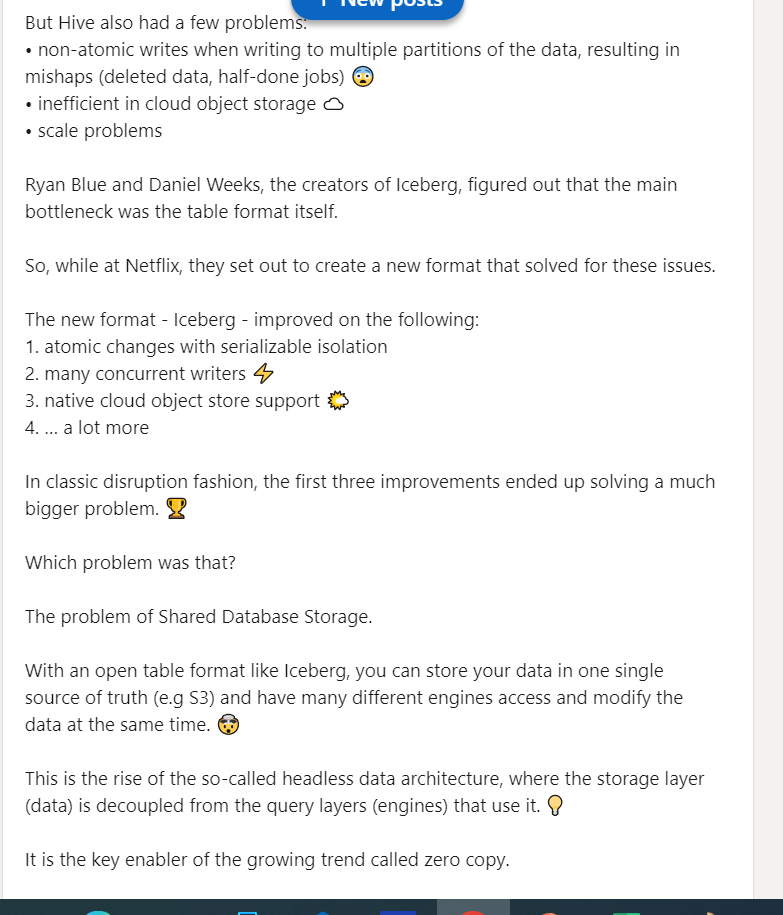 New posts
But Hive also had a few problems:
• non-atomic writes when writing to multiple partitions of the data, resulting in
mishaps (deleted data, half-done jobs) 😨
• inefficient in cloud object storage ☁
• scale problems
Ryan Blue and Daniel Weeks, the creators of Iceberg, figured out that the main
bottleneck was the table format itself.
So, while at Netflix, they set out to create a new format that solved for these issues.
The new format - Iceberg - improved on the following:
1. atomic changes with serializable isolation
2. many concurrent writers ⚡
3. native cloud object store support 🌤
4. ... a lot more
In classic disruption fashion, the first three improvements ended up solving a much
bigger problem. 🏆
Which problem was that?
The problem of Shared Database Storage.
With an open table format like Iceberg, you can store your data in one single
source of truth (e.g S3) and have many different engines access and modify the
data at the same time. 🤯
This is the rise of the so-called headless data architecture, where the storage layer
(data) is decoupled from the query layers (engines) that use it. 💡
It is the key enabler of the growing trend called zero copy.